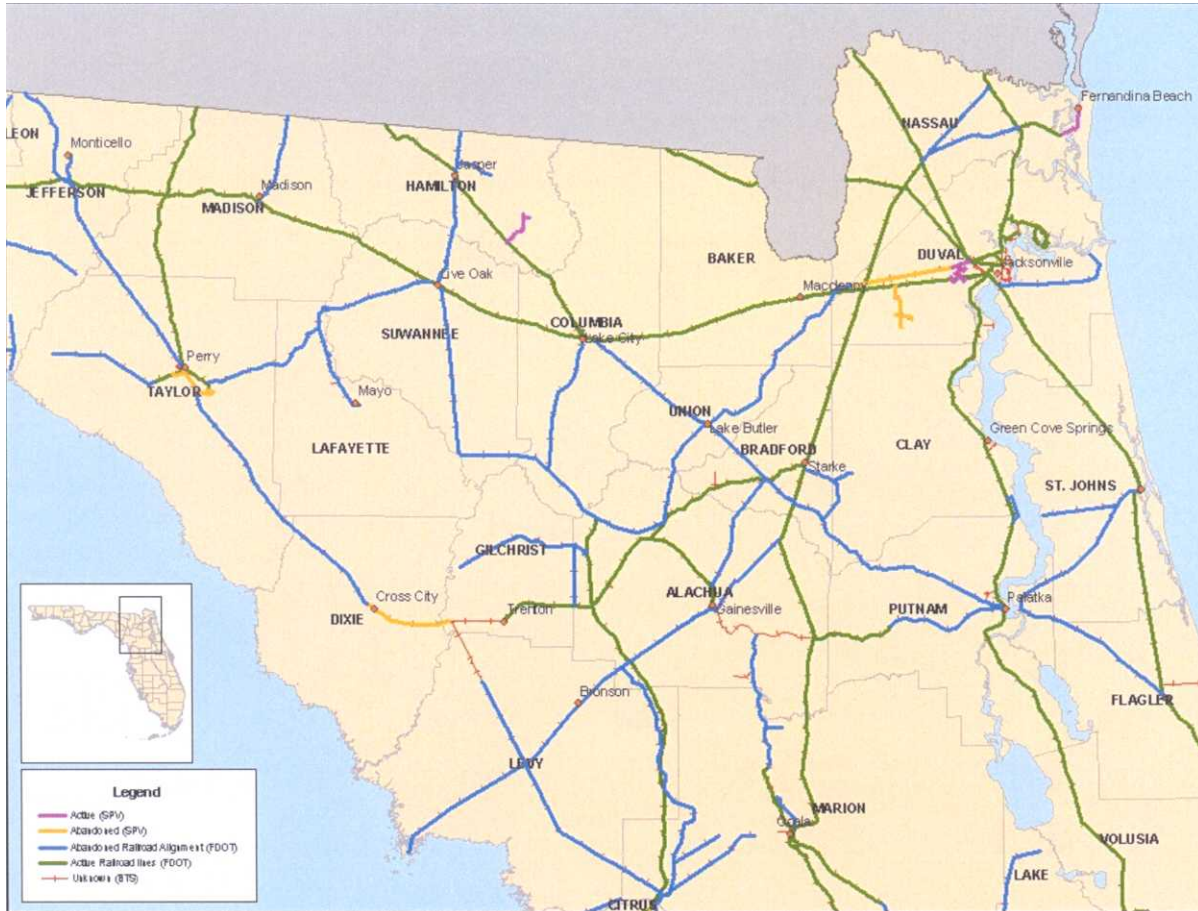 Fernandina Beach
NASSAU
LEON
Monticello
Jasper
HAMILTON
JEFFERSON
Madison
MADISON
BAKER
DUVAL
Jacksonville
Live Oak
Macclenny
SUWANNEE
COLUMBIA
Lake City
Perry
TAYLOR
Mayo
UNION
Lake Butler
LAFAYETTE
BRADFORD
CLAY
Green Cove Springs
Starke
ST. JOHNS
GILCHRIST
ALACHUA
Cross City
Trenton
Gainesville
PUTNAM
Palatka
DIXIE
Bronson
FLAGLER
LEVY
MARION
Ocala
VOLUSIA
LAKE
CITRUS
Legend
Active (SPV)
Abandoned (SPV)
Abandoned Railroad Alignment (FDOT)
Active Railroad lines (FDOT)
Unknown (BTS)